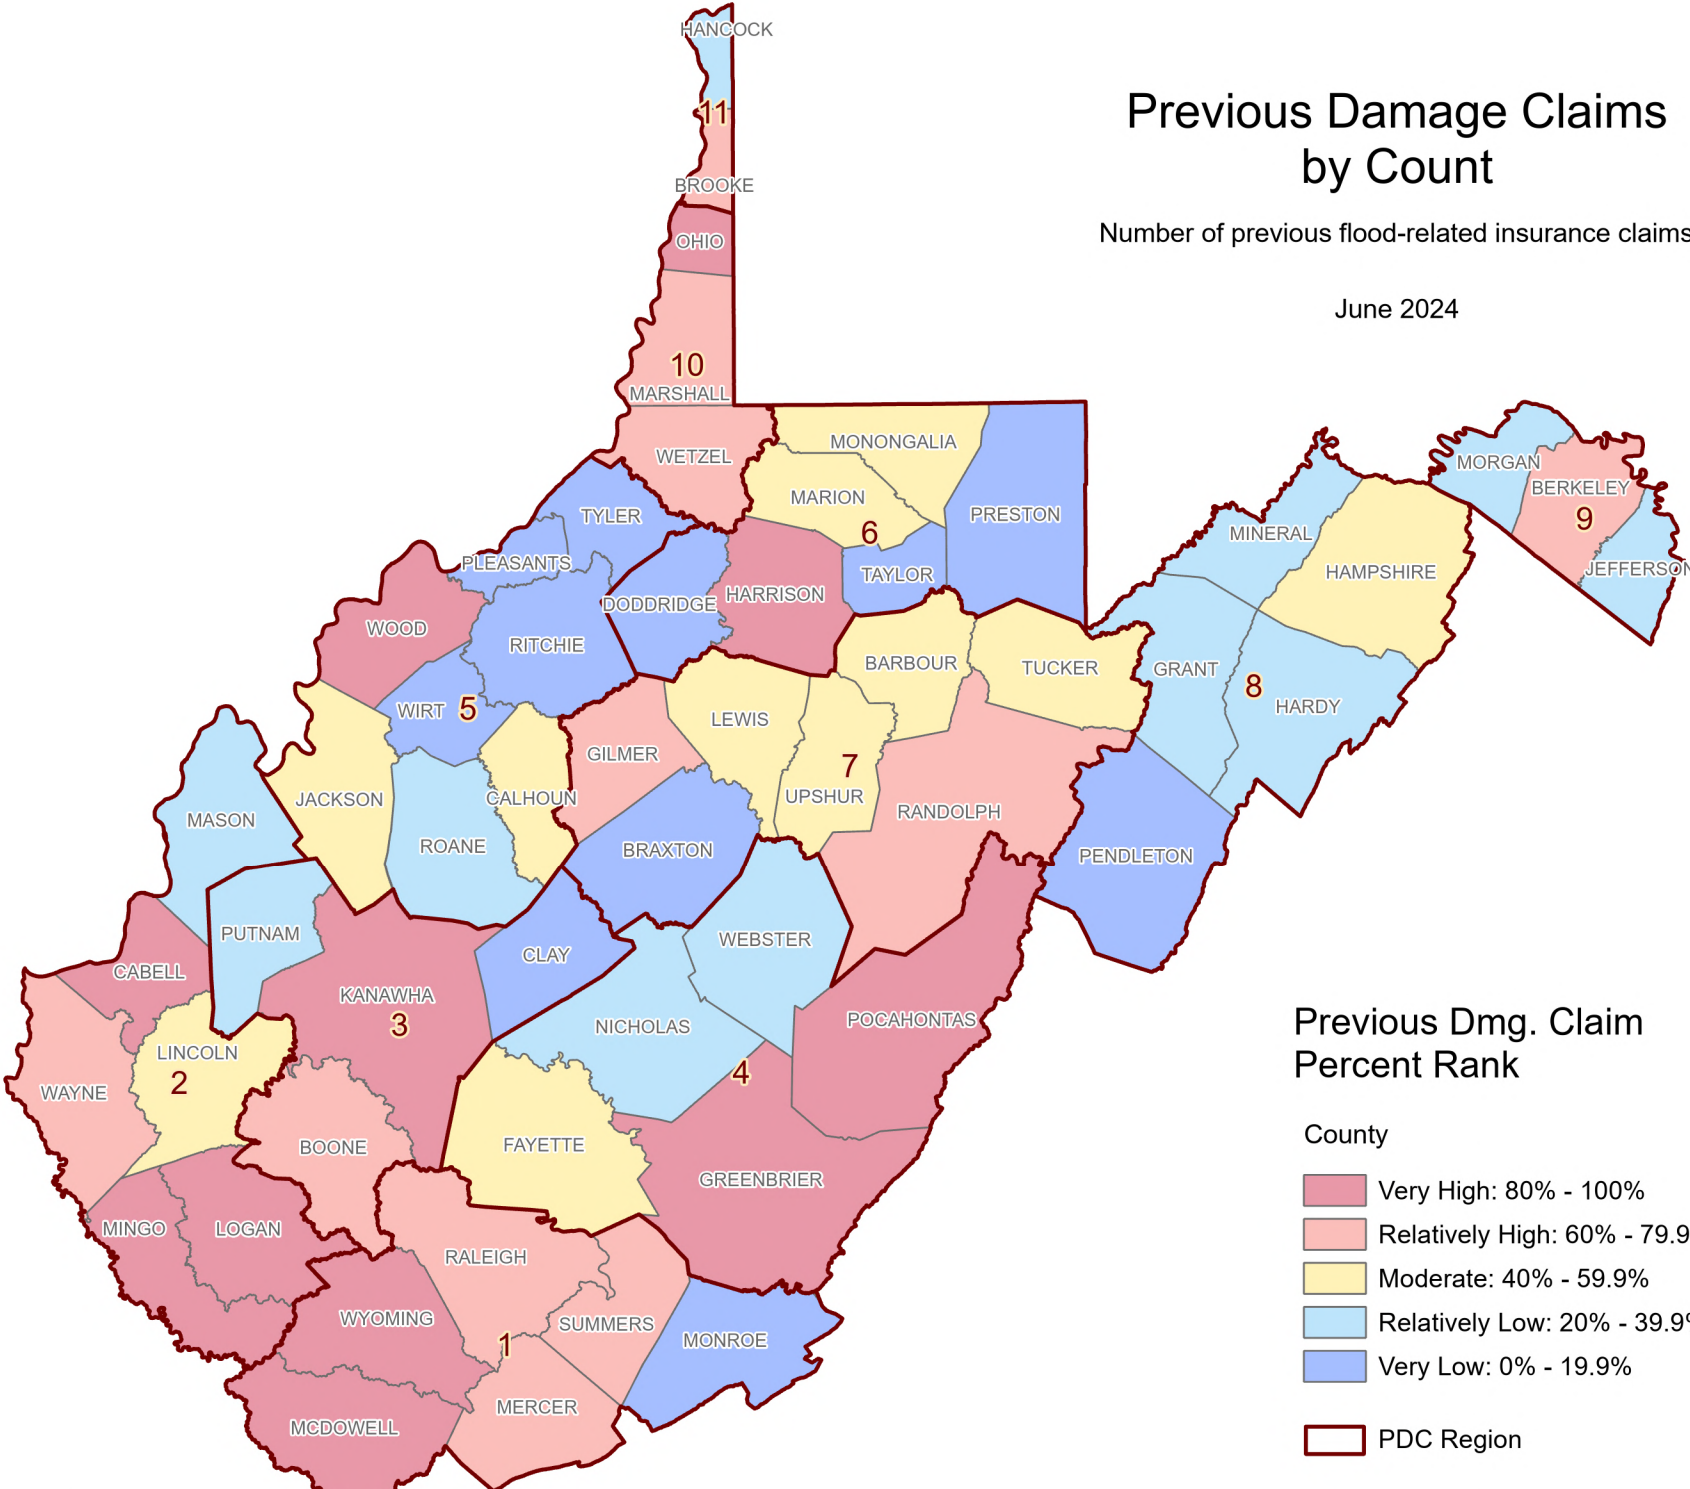 HANCOCK
11
BROOKE
OHIO
10
MARSHALL
WETZEL
MONONGALIA
MARION
6
PRESTON
TYLER
PLEASANTS
TAYLOR
HARRISON
DODDRIDGE
WOOD
RITCHIE
WIRT
5
BARBOUR
TUCKER
GRANT
8
HARDY
MINERAL
HAMPSHIRE
MORGAN
BERKELEY
9
JEFFERSON
LEWIS
GILMER
7
UPSHUR
RANDOLPH
PENDLETON
JACKSON
CALHOUN
ROANE
BRAXTON
MASON
PUTNAM
CABELL
KANAWHA
3
CLAY
WEBSTER
NICHOLAS
POCAHONTAS
4
LINCOLN
2
WAYNE
BOONE
FAYETTE
GREENBRIER
MINGO
LOGAN
RALEIGH
WYOMING
SUMMERS
1
MONROE
MERCER
MCDOWELL
Previous Damage Claims
by Count
Number of previous flood-related insurance claims
June 2024
Previous Dmg. Claim
Percent Rank
County
Very High: 80% - 100%
Relatively High: 60% - 79.9
Moderate: 40% - 59.9%
Relatively Low: 20% - 39.9%
Very Low: 0% - 19.9%
PDC Region